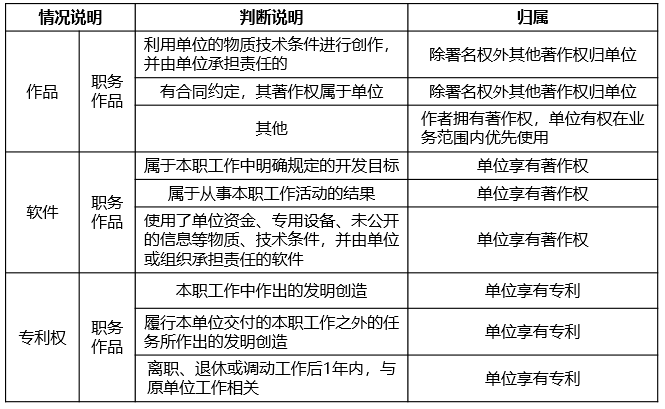 情况说明 判断说明 归属
作品 职务作品 利用单位的物质技术条件进行创作，
并由单位承担责任的 除署名权外其他著作权归单位
有合同约定，其著作权属于单位 除署名权外其他著作权归单位
其他 作者拥有著作权，单位有权在业
务范围内优先使用
软件 职务作品 属于本职工作中明确规定的开发目标 单位享有著作权
属于从事本职工作活动的结果 单位享有著作权
使用了单位资金、专用设备、未公开
的信息等物质、技术条件，并由单位
或组织承担责任的软件 单位享有著作权
专利权 职务作品 本职工作中作出的发明创造 单位享有专利
履行本单位交付的本职工作之外的任
务所作出的发明创造 单位享有专利
离职、退休或调动工作后1年内，与
原单位工作相关 单位享有专利